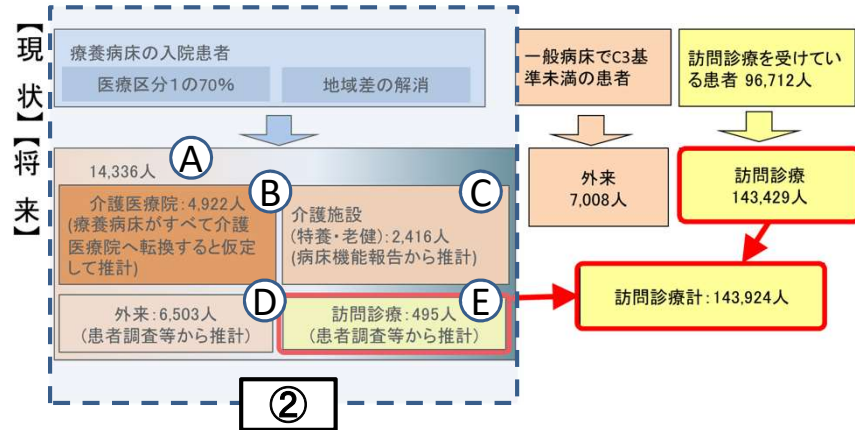 【現状】
療養病床の入院患者
医療区分1の70%
地域差の解消
一般病床でC3基
準未満の患者
訪問診療を受けてい
る患者 96,712人
【将来】
14,336人
A
B
介護医療院:4,922人
(療養病床がすべて介護
医療院へ転換すると仮定
して推計)
C
介護施設
(特養・老健):2,416人
(病床機能報告から推計)
外来
7,008人
訪問診療
143,429人
D
外来:6,503人
(患者調査等から推計)
E
訪問診療:495人
(患者調査等から推計)
訪問診療計:143,924人
②